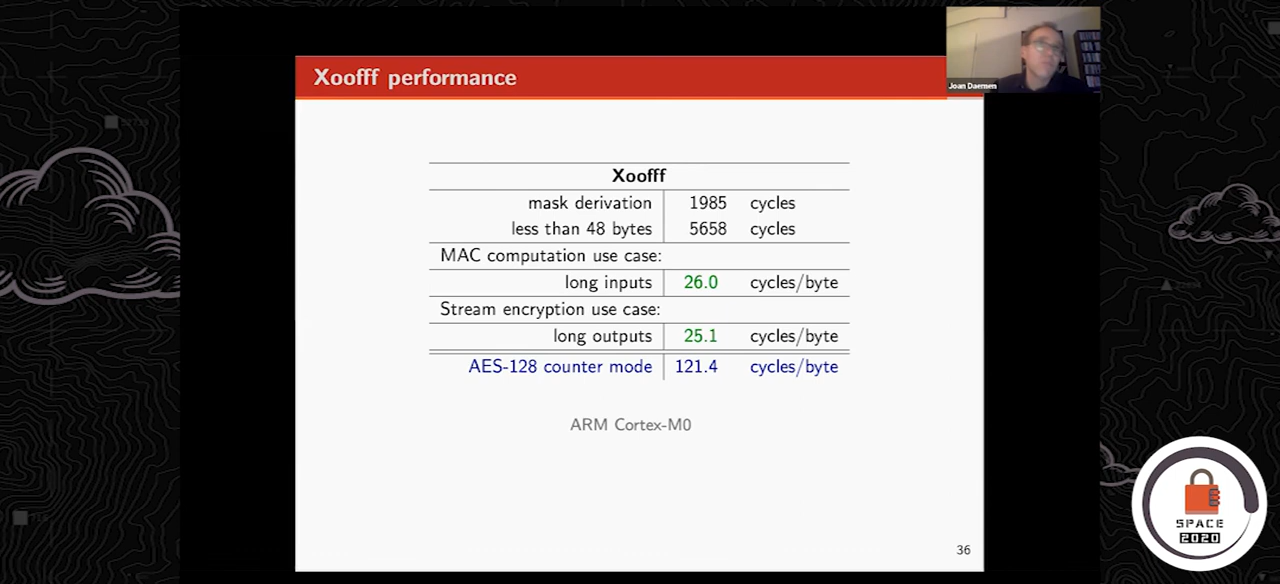 Xoofff performance
Joan Daemen
Xoofff
mask derivation 1985 cycles
less than 48 bytes 5658 cycles
MAC computation use case:
long inputs 26.0 cycles/byte
Stream encryption use case:
long outputs 25.1 cycles/byte
AES-128 counter mode 121.4 cycles/byte
ARM Cortex-M0
36
SPACE
2020